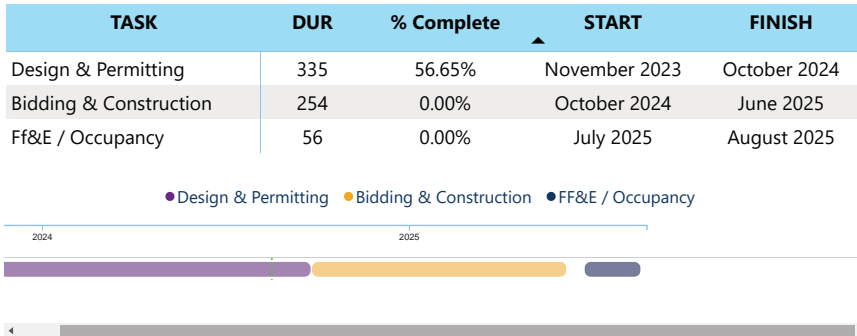 TASK DUR % Complete START FINISH
Design & Permitting 335 56.65% November 2023 October 2024
Bidding & Construction 254 0.00% October 2024 June 2025
Ff&E / Occupancy 56 0.00% July 2025 August 2025
Design & Permitting Bidding & Construction FF&E / Occupancy
2024 2025